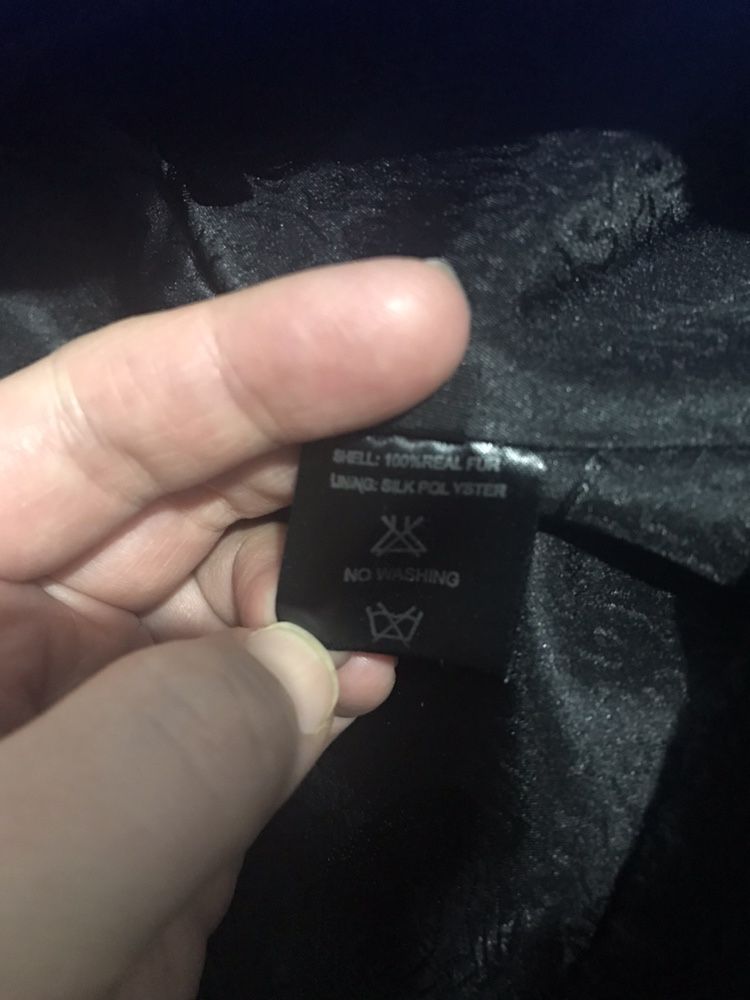 SHELL: 100%REAL FUR
LINING: SILK POLYSTER
NO WASHING